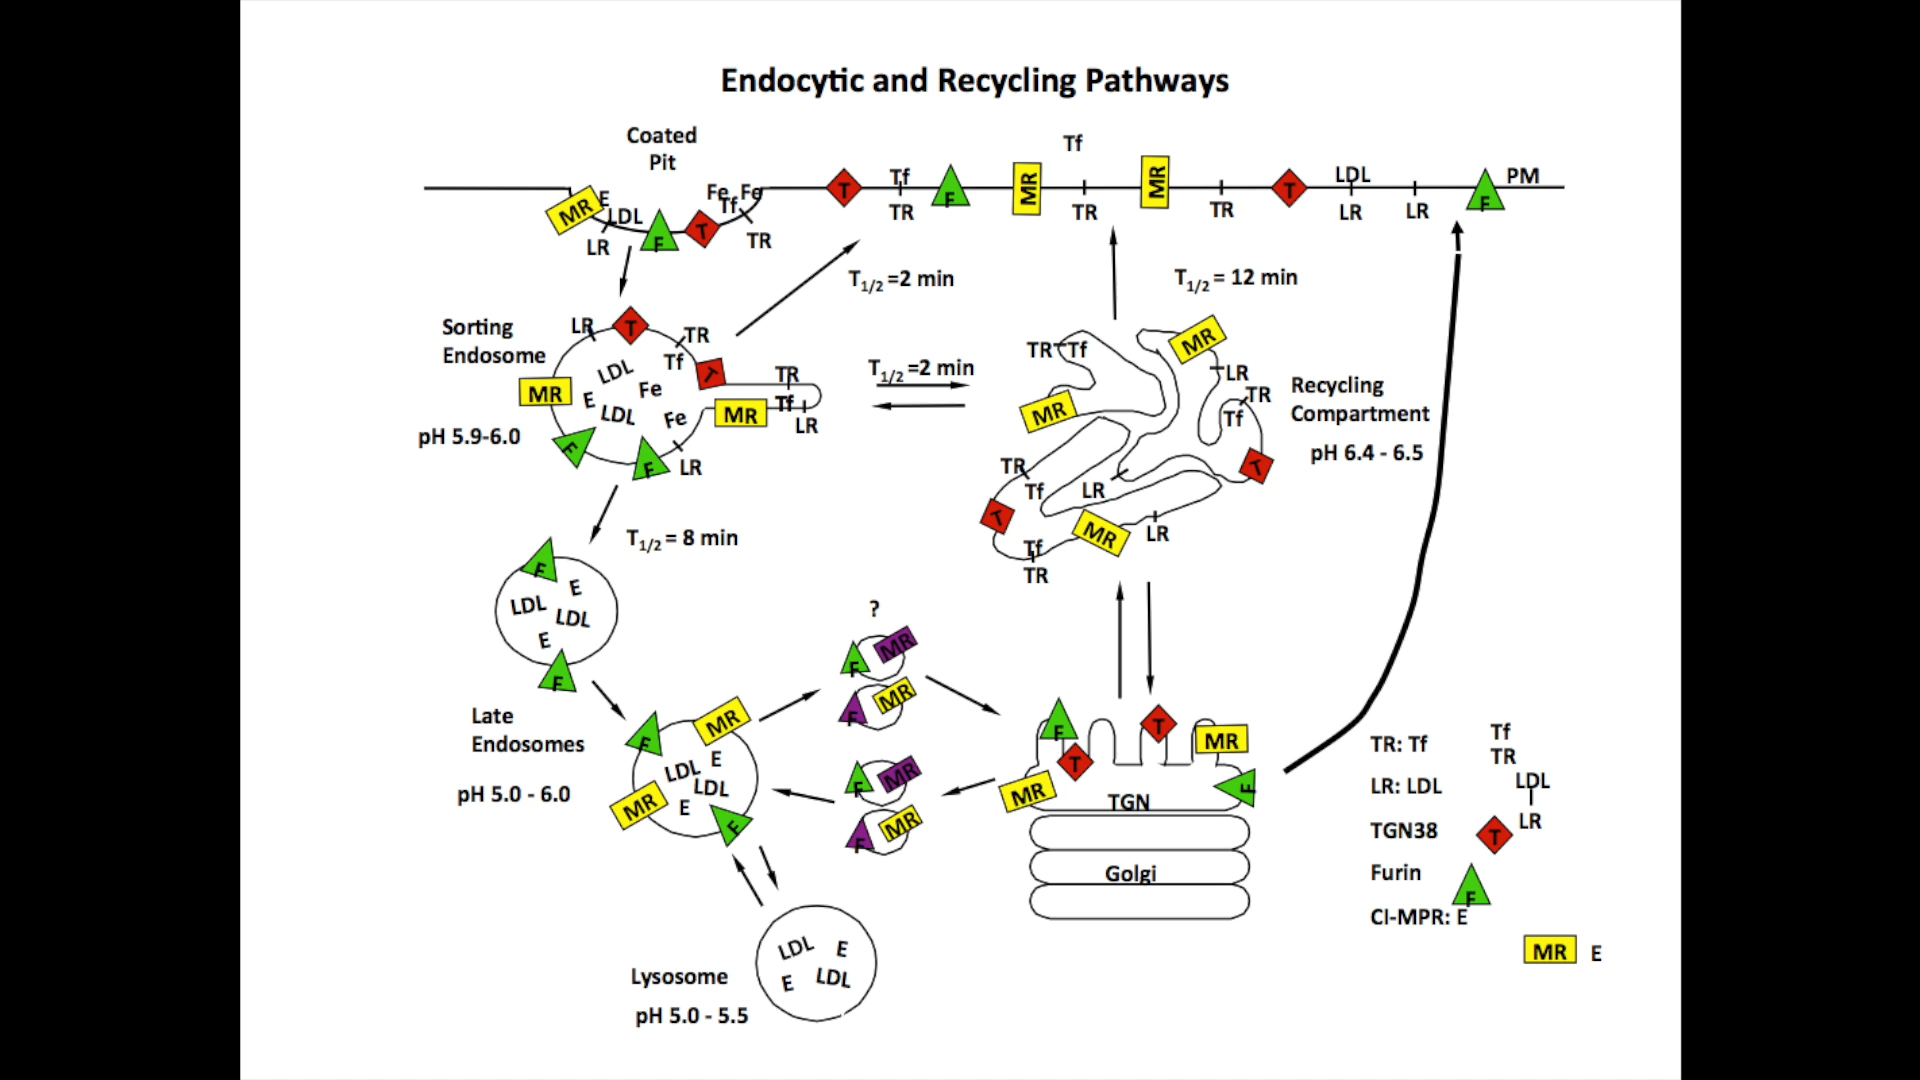 Endocytic and Recycling Pathways
Coated
Pit
Tf
MR
E
LDL
LR
F
T
Fe
Tf
Fe
TR
T
Tf
TR
F
MR
TR
MR
TR
T
LDL
LR
LR
F
PM
T1/2 =2 min
T1/2 = 12 min
Sorting
Endosome
pH 5.9-6.0
LR
T
TR
Tf
T
LDL
Fe
E
LDL
Fe
MR
F
F
LR
TR
MR
Tf
LR
T1/2 =2 min
TR
Tf
MR
MR
LR
TR
Tf
T
TR
Tf
LR
T
MR
LR
Tf
TR
Recycling
Compartment
pH 6.4 - 6.5
T1/2 = 8 min
F
LDL
E
LDL
E
F
Late
Endosomes
pH 5.0 - 6.0
F
MR
LDL
E
LDL
E
MR
F
?
F
MR
F
MR
F
MR
F
MR
F
T
T
MR
MR
F
TGN
Golgi
Lysosome
pH 5.0 - 5.5
LDL
E
E
LDL
TR: Tf
Tf
TR
LR: LDL
LDL
LR
TGN38
T
Furin
F
CI-MPR: E
MR
E